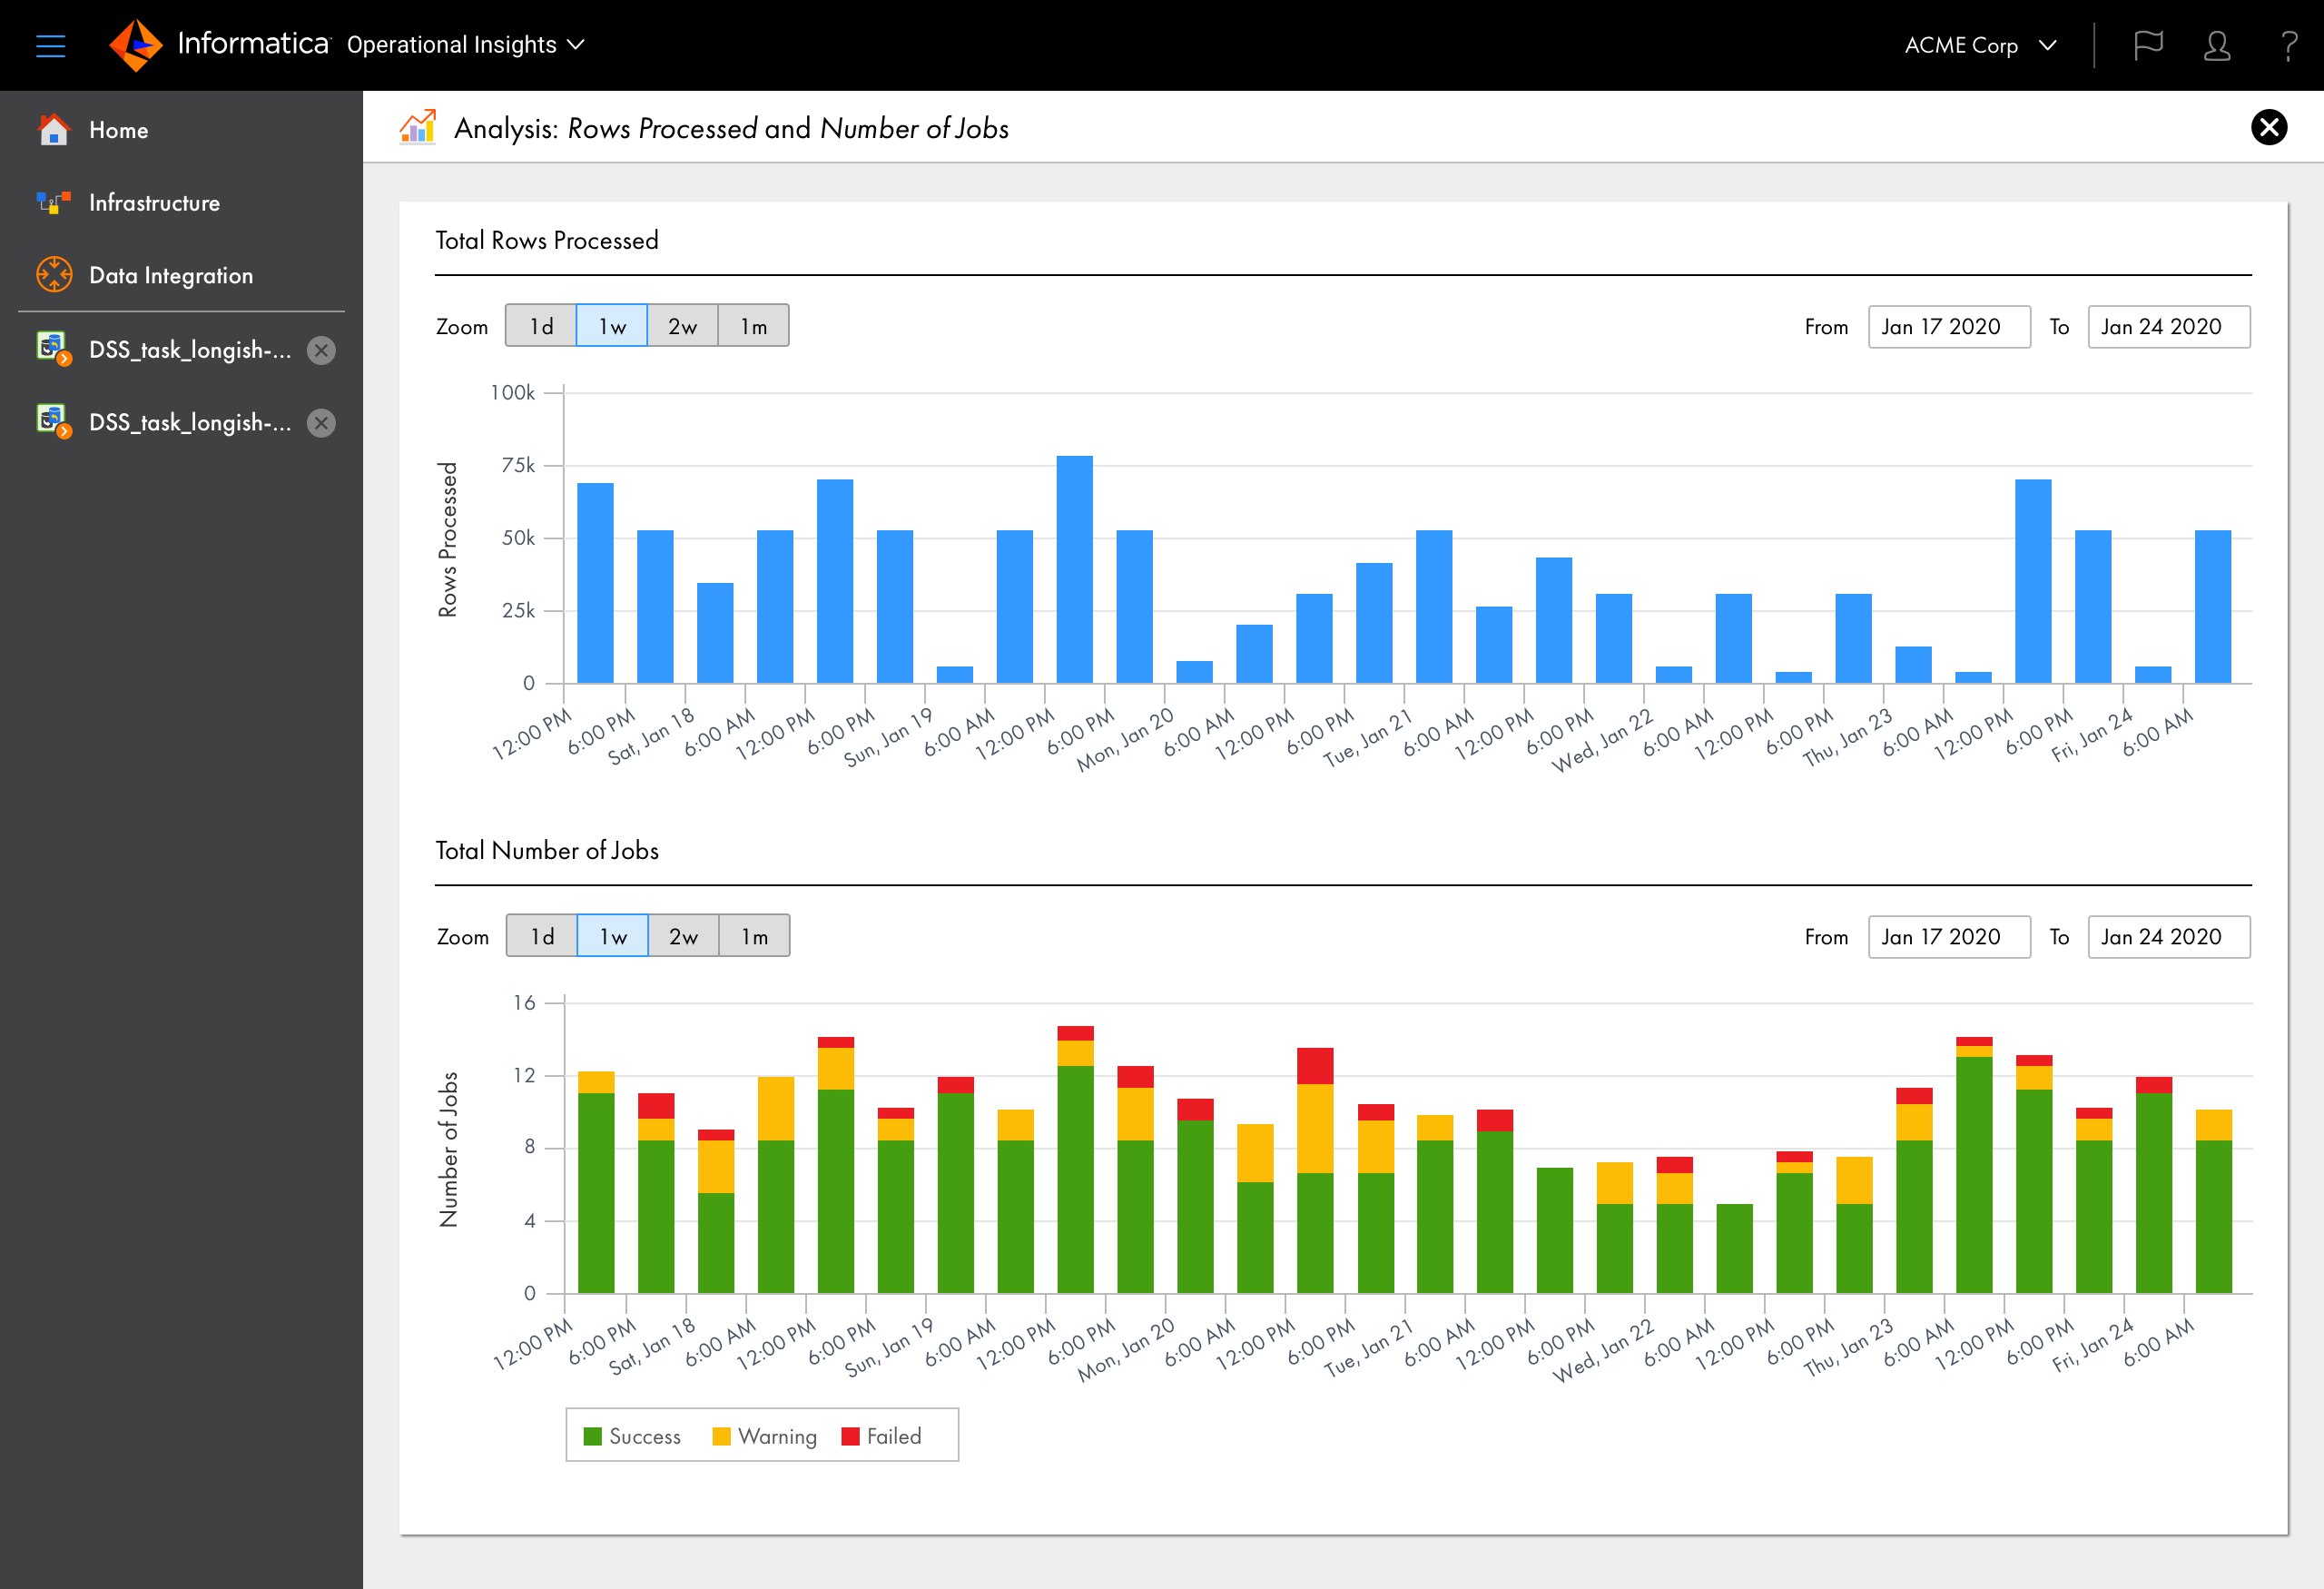 Informatica Operational Insights
ACME Corp
?
Home
Infrastructure
Data Integration
DSS_task_longish-...
DSS_task_longish-...
Analysis: Rows Processed and Number of Jobs
Total Rows Processed
Zoom 1d 1w 2w 1m
From Jan 17 2020 To Jan 24 2020
Rows Processed
100k
75k
50k
25k
0
12:00 PM
6:00 PM
Sat, Jan 18
6:00 AM
12:00 PM
6:00 PM
Sun, Jan 19
6:00 AM
12:00 PM
6:00 PM
Mon, Jan 20
6:00 AM
12:00 PM
6:00 PM
Tue, Jan 21
6:00 AM
12:00 PM
6:00 PM
Wed, Jan 22
6:00 AM
12:00 PM
6:00 PM
Thu, Jan 23
6:00 AM
12:00 PM
6:00 PM
Fri, Jan 24
6:00 AM
Total Number of Jobs
Zoom 1d 1w 2w 1m
From Jan 17 2020 To Jan 24 2020
Number of Jobs
16
12
8
4
0
12:00 PM
6:00 PM
Sat, Jan 18
6:00 AM
12:00 PM
6:00 PM
Sun, Jan 19
6:00 AM
12:00 PM
6:00 PM
Mon, Jan 20
6:00 AM
12:00 PM
6:00 PM
Tue, Jan 21
6:00 AM
12:00 PM
6:00 PM
Wed, Jan 22
6:00 AM
12:00 PM
6:00 PM
Thu, Jan 23
6:00 AM
12:00 PM
6:00 PM
Fri, Jan 24
6:00 AM
Success Warning Failed